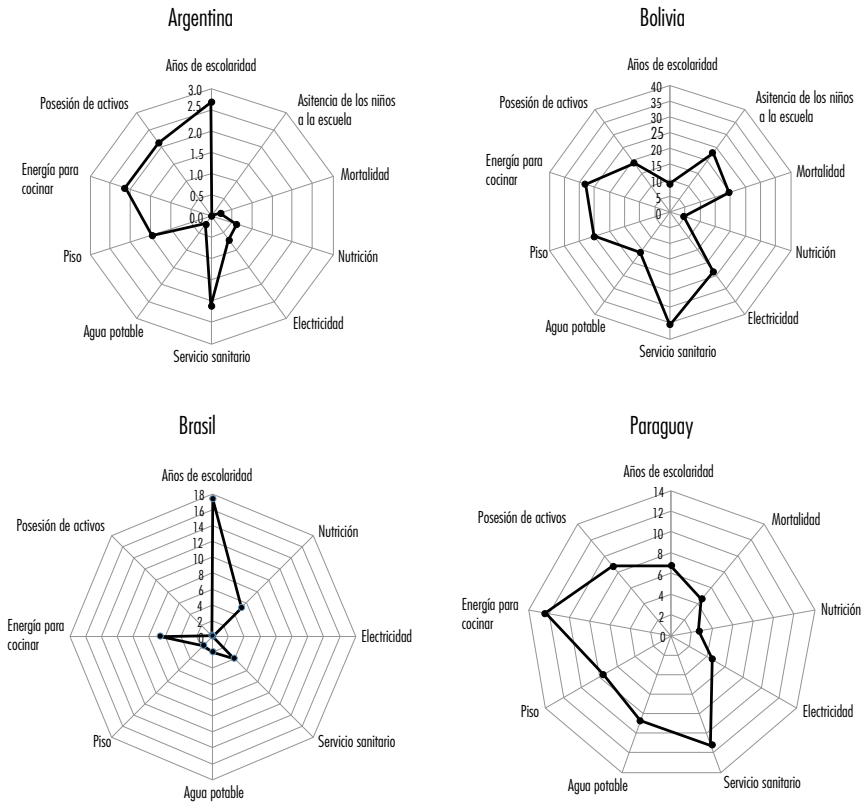 Argentina
Años de escolaridad
3.0
2.5
2.0
1.5
1.0
0.5
0.0
Asitencia de los niños
a la escuela
Mortalidad
Nutrición
Electricidad
Servicio sanitario
Agua potable
Piso
Energía para
cocinar
Posesión de activos
Bolivia
Años de escolaridad
40
35
30
25
20
15
10
5
0
Asitencia de los niños
a la escuela
Mortalidad
Nutrición
Electricidad
Servicio sanitario
Agua potable
Piso
Energía para
cocinar
Posesión de activos
Brasil
Años de escolaridad
18
16
14
12
10
8
6
4
2
0
Nutrición
Electricidad
Servicio sanitario
Agua potable
Piso
Energía para
cocinar
Posesión de activos
Paraguay
Años de escolaridad
14
12
10
8
6
4
2
0
Mortalidad
Nutrición
Electricidad
Servicio sanitario
Agua potable
Piso
Energía para
cocinar
Posesión de activos